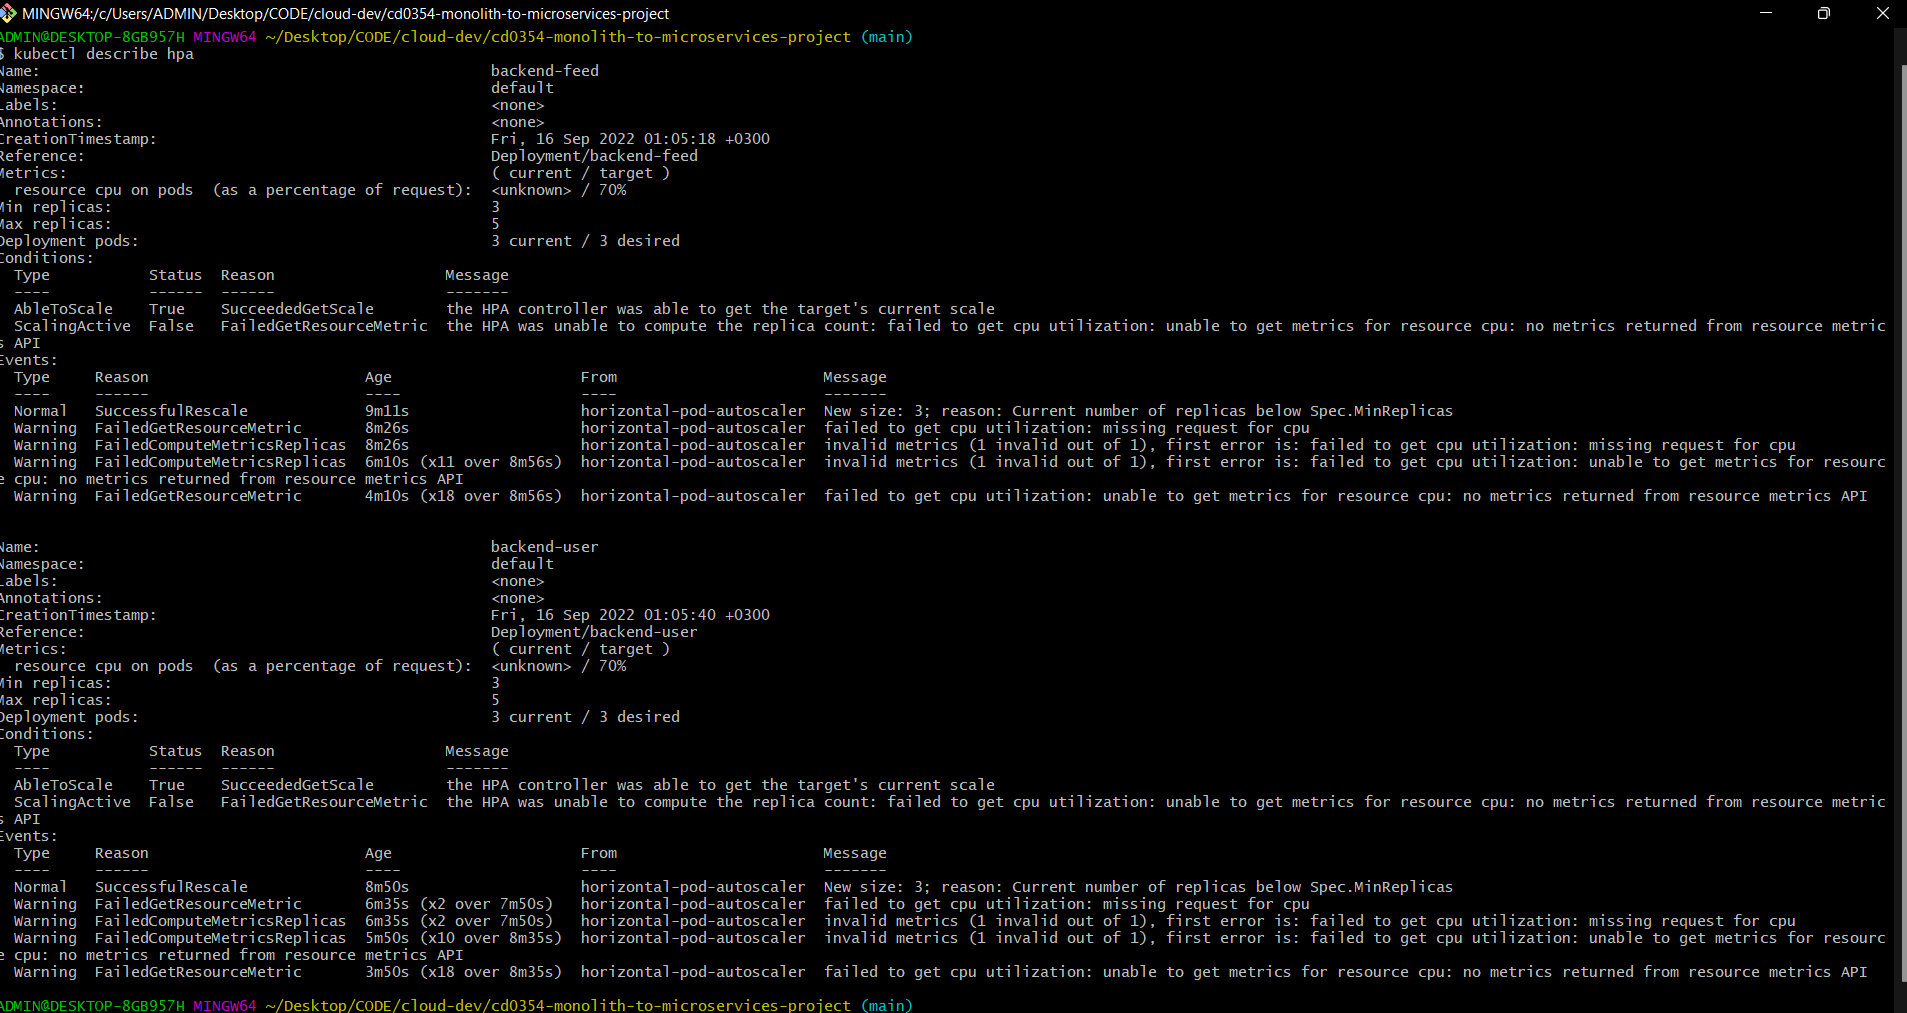 MINGW64:/c/Users/ADMIN/Desktop/CODE/cloud-dev/cd0354-monolith-to-microservices-project
ADMIN@DESKTOP-8GB957H MINGW64 ~/Desktop/CODE/cloud-dev/cd0354-monolith-to-microservices-project (main)
$ kubectl describe hpa
Name: backend-feed
Namespace: default
Labels: <none>
Annotations: <none>
CreationTimestamp: Fri, 16 Sep 2022 01:05:18 +0300
Reference: Deployment/backend-feed
Metrics: ( current / target )
resource cpu on pods (as a percentage of request): <unknown> / 70%
Min replicas: 3
Max replicas: 5
Deployment pods: 3 current / 3 desired
Conditions:
Type Status Reason Message
---- ------ ------ -------
AbleToScale True SucceededGetScale the HPA controller was able to get the target's current scale
ScalingActive False FailedGetResourceMetric the HPA was unable to compute the replica count: failed to get cpu utilization: unable to get metrics for resource cpu: no metrics returned from resource metric
s API
Events:
Type Reason Age From Message
---- ------ ---- ---- -------
Normal SuccessfulRescale 9m11s horizontal-pod-autoscaler New size: 3; reason: Current number of replicas below Spec.MinReplicas
Warning FailedGetResourceMetric 8m26s horizontal-pod-autoscaler failed to get cpu utilization: missing request for cpu
Warning FailedComputeMetricsReplicas 8m26s horizontal-pod-autoscaler invalid metrics (1 invalid out of 1), first error is: failed to get cpu utilization: missing request for cpu
Warning FailedComputeMetricsReplicas 6m10s (x11 over 8m56s) horizontal-pod-autoscaler invalid metrics (1 invalid out of 1), first error is: failed to get cpu utilization: unable to get metrics for resourc
e cpu: no metrics returned from resource metrics API
Warning FailedGetResourceMetric 4m10s (x18 over 8m56s) horizontal-pod-autoscaler failed to get cpu utilization: unable to get metrics for resource cpu: no metrics returned from resource metrics API
Name: backend-user
Namespace: default
Labels: <none>
Annotations: <none>
CreationTimestamp: Fri, 16 Sep 2022 01:05:40 +0300
Reference: Deployment/backend-user
Metrics: ( current / target )
resource cpu on pods (as a percentage of request): <unknown> / 70%
Min replicas: 3
Max replicas: 5
Deployment pods: 3 current / 3 desired
Conditions:
Type Status Reason Message
---- ------ ------ -------
AbleToScale True SucceededGetScale the HPA controller was able to get the target's current scale
ScalingActive False FailedGetResourceMetric the HPA was unable to compute the replica count: failed to get cpu utilization: unable to get metrics for resource cpu: no metrics returned from resource metric
s API
Events:
Type Reason Age From Message
---- ------ ---- ---- -------
Normal SuccessfulRescale 8m50s horizontal-pod-autoscaler New size: 3; reason: Current number of replicas below Spec.MinReplicas
Warning FailedGetResourceMetric 6m35s (x2 over 7m50s) horizontal-pod-autoscaler failed to get cpu utilization: missing request for cpu
Warning FailedComputeMetricsReplicas 6m35s (x2 over 7m50s) horizontal-pod-autoscaler invalid metrics (1 invalid out of 1), first error is: failed to get cpu utilization: missing request for cpu
Warning FailedComputeMetricsReplicas 5m50s (x10 over 8m35s) horizontal-pod-autoscaler invalid metrics (1 invalid out of 1), first error is: failed to get cpu utilization: unable to get metrics for resourc
e cpu: no metrics returned from resource metrics API
Warning FailedGetResourceMetric 3m50s (x18 over 8m35s) horizontal-pod-autoscaler failed to get cpu utilization: unable to get metrics for resource cpu: no metrics returned from resource metrics API
ADMIN@DESKTOP-8GB957H MINGW64 ~/Desktop/CODE/cloud-dev/cd0354-monolith-to-microservices-project (main)